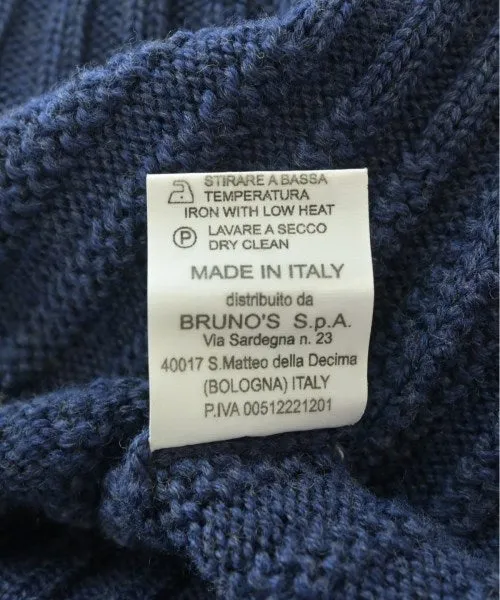 STIRARE A BASSA
TEMPERATURA
IRON WITH LOW HEAT
P LAVARE A SECCO
DRY CLEAN
MADE IN ITALY
distribuito da
BRUNO'S S.p.A.
Via Sardegna n. 23
40017 S.Matteo della Decima
(BOLOGNA) ITALY
P.IVA 00512221201